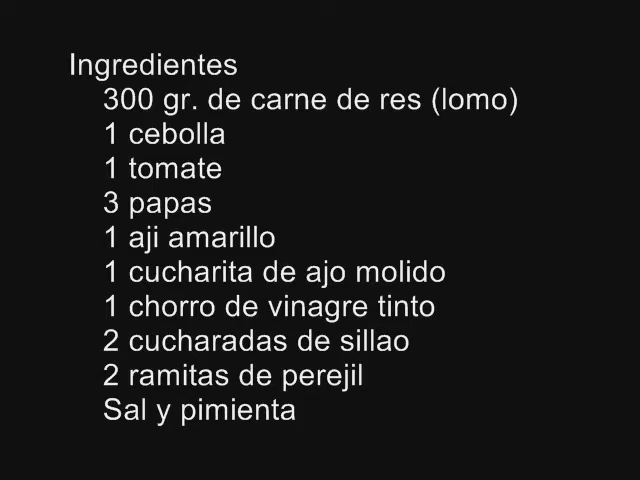 Ingredientes
300 gr. de carne de res (lomo)
1 cebolla
1 tomate
3 papas
1 aji amarillo
1 cucharita de ajo molido
1 chorro de vinagre tinto
2 cucharadas de sillao
2 ramitas de perejil
Sal y pimienta